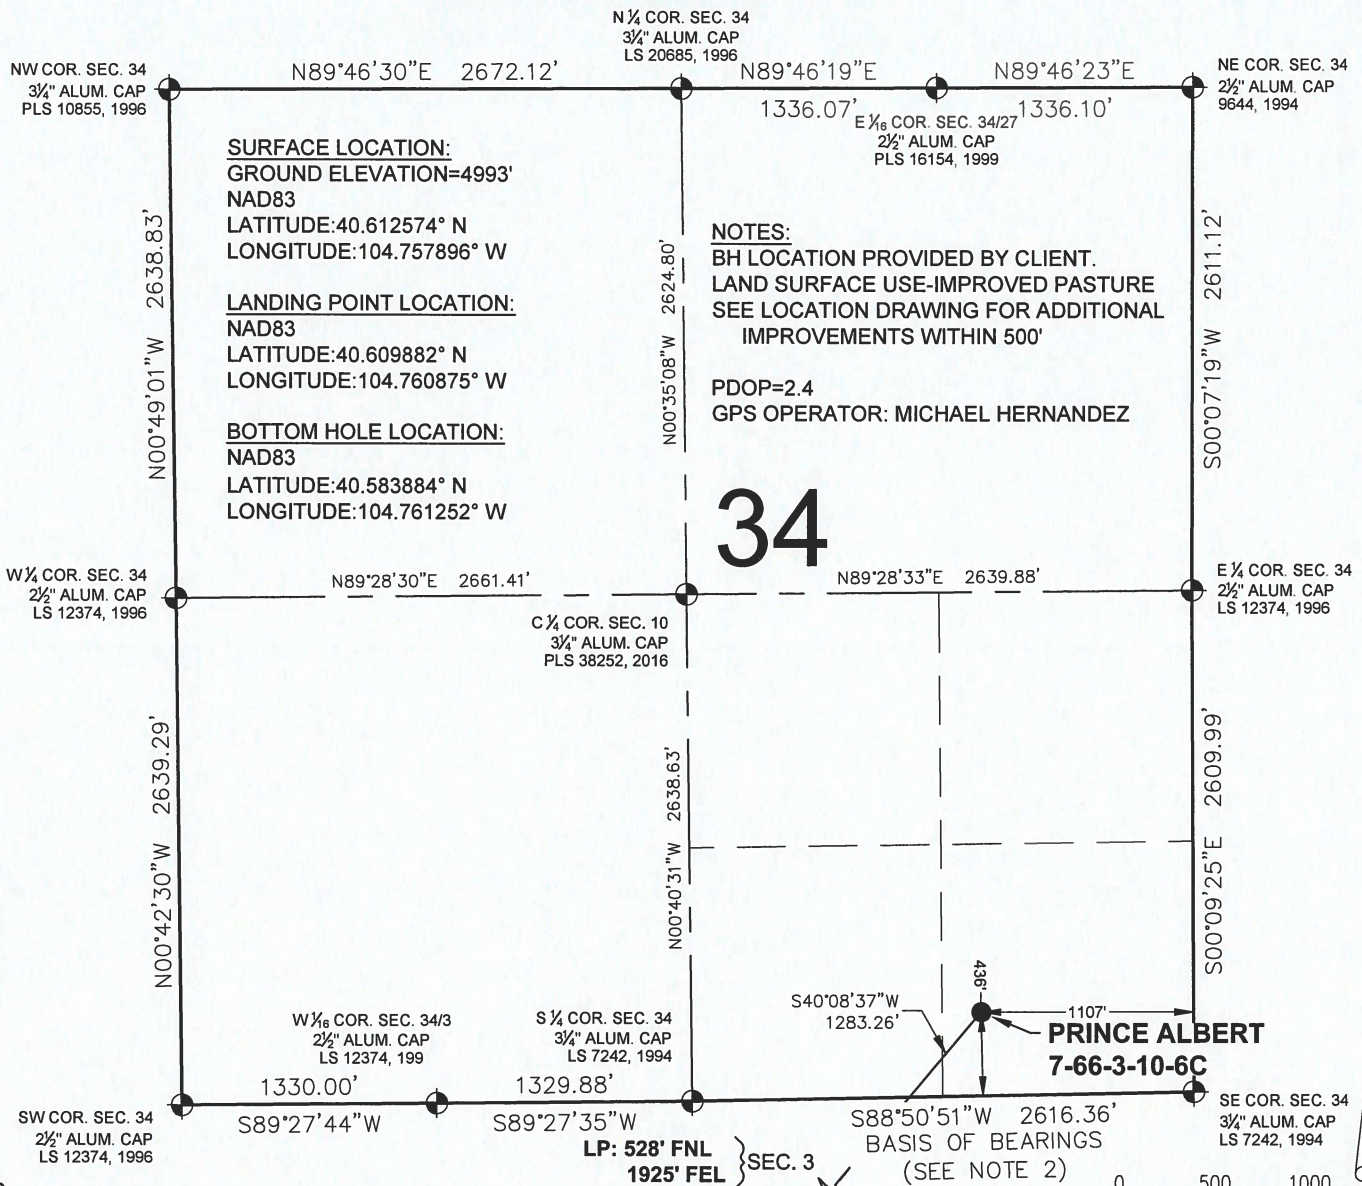 N ¼ COR. SEC. 34
3¼" ALUM. CAP
LS 20685, 1996
NW COR. SEC. 34
3¼" ALUM. CAP
PLS 10855, 1996
N89°46'30"E 2672.12'
N89°46'19"E
1336.07'
N89°46'23"E
1336.10'
E 1⁄16 COR. SEC. 34/27
2½" ALUM. CAP
PLS 16154, 1999
NE COR. SEC. 34
2½" ALUM. CAP
9644, 1994
SURFACE LOCATION:
GROUND ELEVATION=4993'
NAD83
LATITUDE:40.612574° N
LONGITUDE:104.757896° W
LANDING POINT LOCATION:
NAD83
LATITUDE:40.609882° N
LONGITUDE:104.760875° W
BOTTOM HOLE LOCATION:
NAD83
LATITUDE:40.583884° N
LONGITUDE:104.761252° W
N00°49'01"W 2638.83'
N00°35'08"W 2624.80'
NOTES:
BH LOCATION PROVIDED BY CLIENT.
LAND SURFACE USE-IMPROVED PASTURE
SEE LOCATION DRAWING FOR ADDITIONAL
IMPROVEMENTS WITHIN 500'
PDOP=2.4
GPS OPERATOR: MICHAEL HERNANDEZ
S00°07'19"W 2611.12'
34
W ¼ COR. SEC. 34
2½" ALUM. CAP
LS 12374, 1996
N89°28'30"E 2661.41'
C ¼ COR. SEC. 10
3¼" ALUM. CAP
PLS 38252, 2016
N89°28'33"E 2639.88'
E ¼ COR. SEC. 34
2½" ALUM. CAP
LS 12374, 1996
N00°42'30"W 2639.29'
N00°40'31"W 2638.63'
S00°09'25"E 2609.99'
436'
1107'
S40°08'37"W
1283.26'
PRINCE ALBERT
7-66-3-10-6C
W 1⁄16 COR. SEC. 34/3
2½" ALUM. CAP
LS 12374, 199
S ¼ COR. SEC. 34
3¼" ALUM. CAP
LS 7242, 1994
1330.00'
S89°27'44"W
1329.88'
S89°27'35"W
SW COR. SEC. 34
2½" ALUM. CAP
LS 12374, 1996
S88°50'51"W 2616.36'
BASIS OF BEARINGS
(SEE NOTE 2)
SE COR. SEC. 34
3¼" ALUM. CAP
LS 7242, 1994
LP: 528' FNL
1925' FEL
SEC. 3
0 500 1000